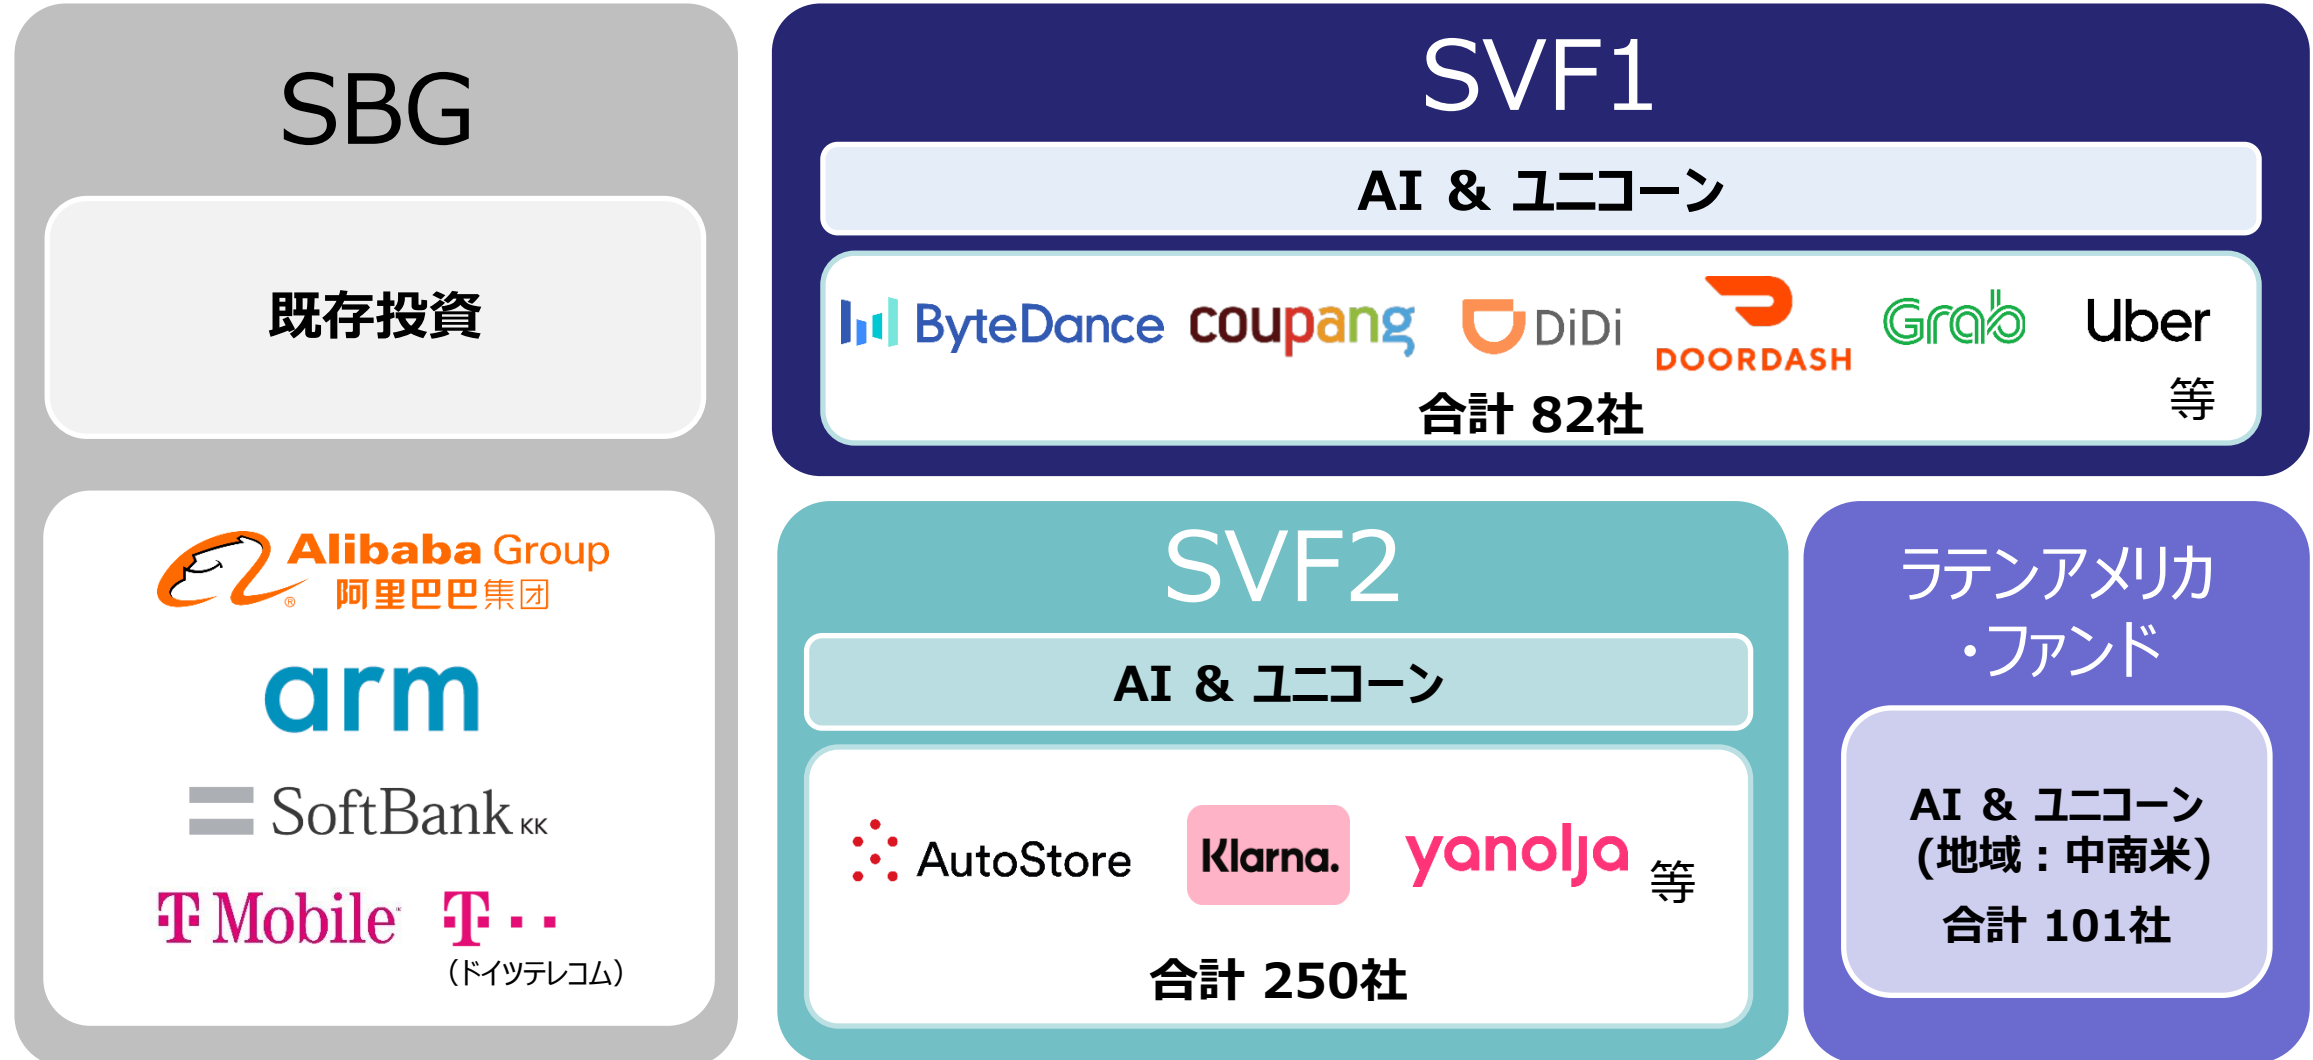 SBG
既存投資
Alibaba Group
阿里巴巴集团
®
arm
SoftBank KK
T Mobile
T
（ドイツテレコム）
SVF1
AI & ユニコーン
ByteDance
coupang
DiDi
DOORDASH
Grab
Uber
等
合計 82社
SVF2
AI & ユニコーン
AutoStore
Klarna.
yanolja
等
合計 250社
ラテンアメリカ
・ファンド
AI & ユニコーン
(地域：中南米)
合計 101社